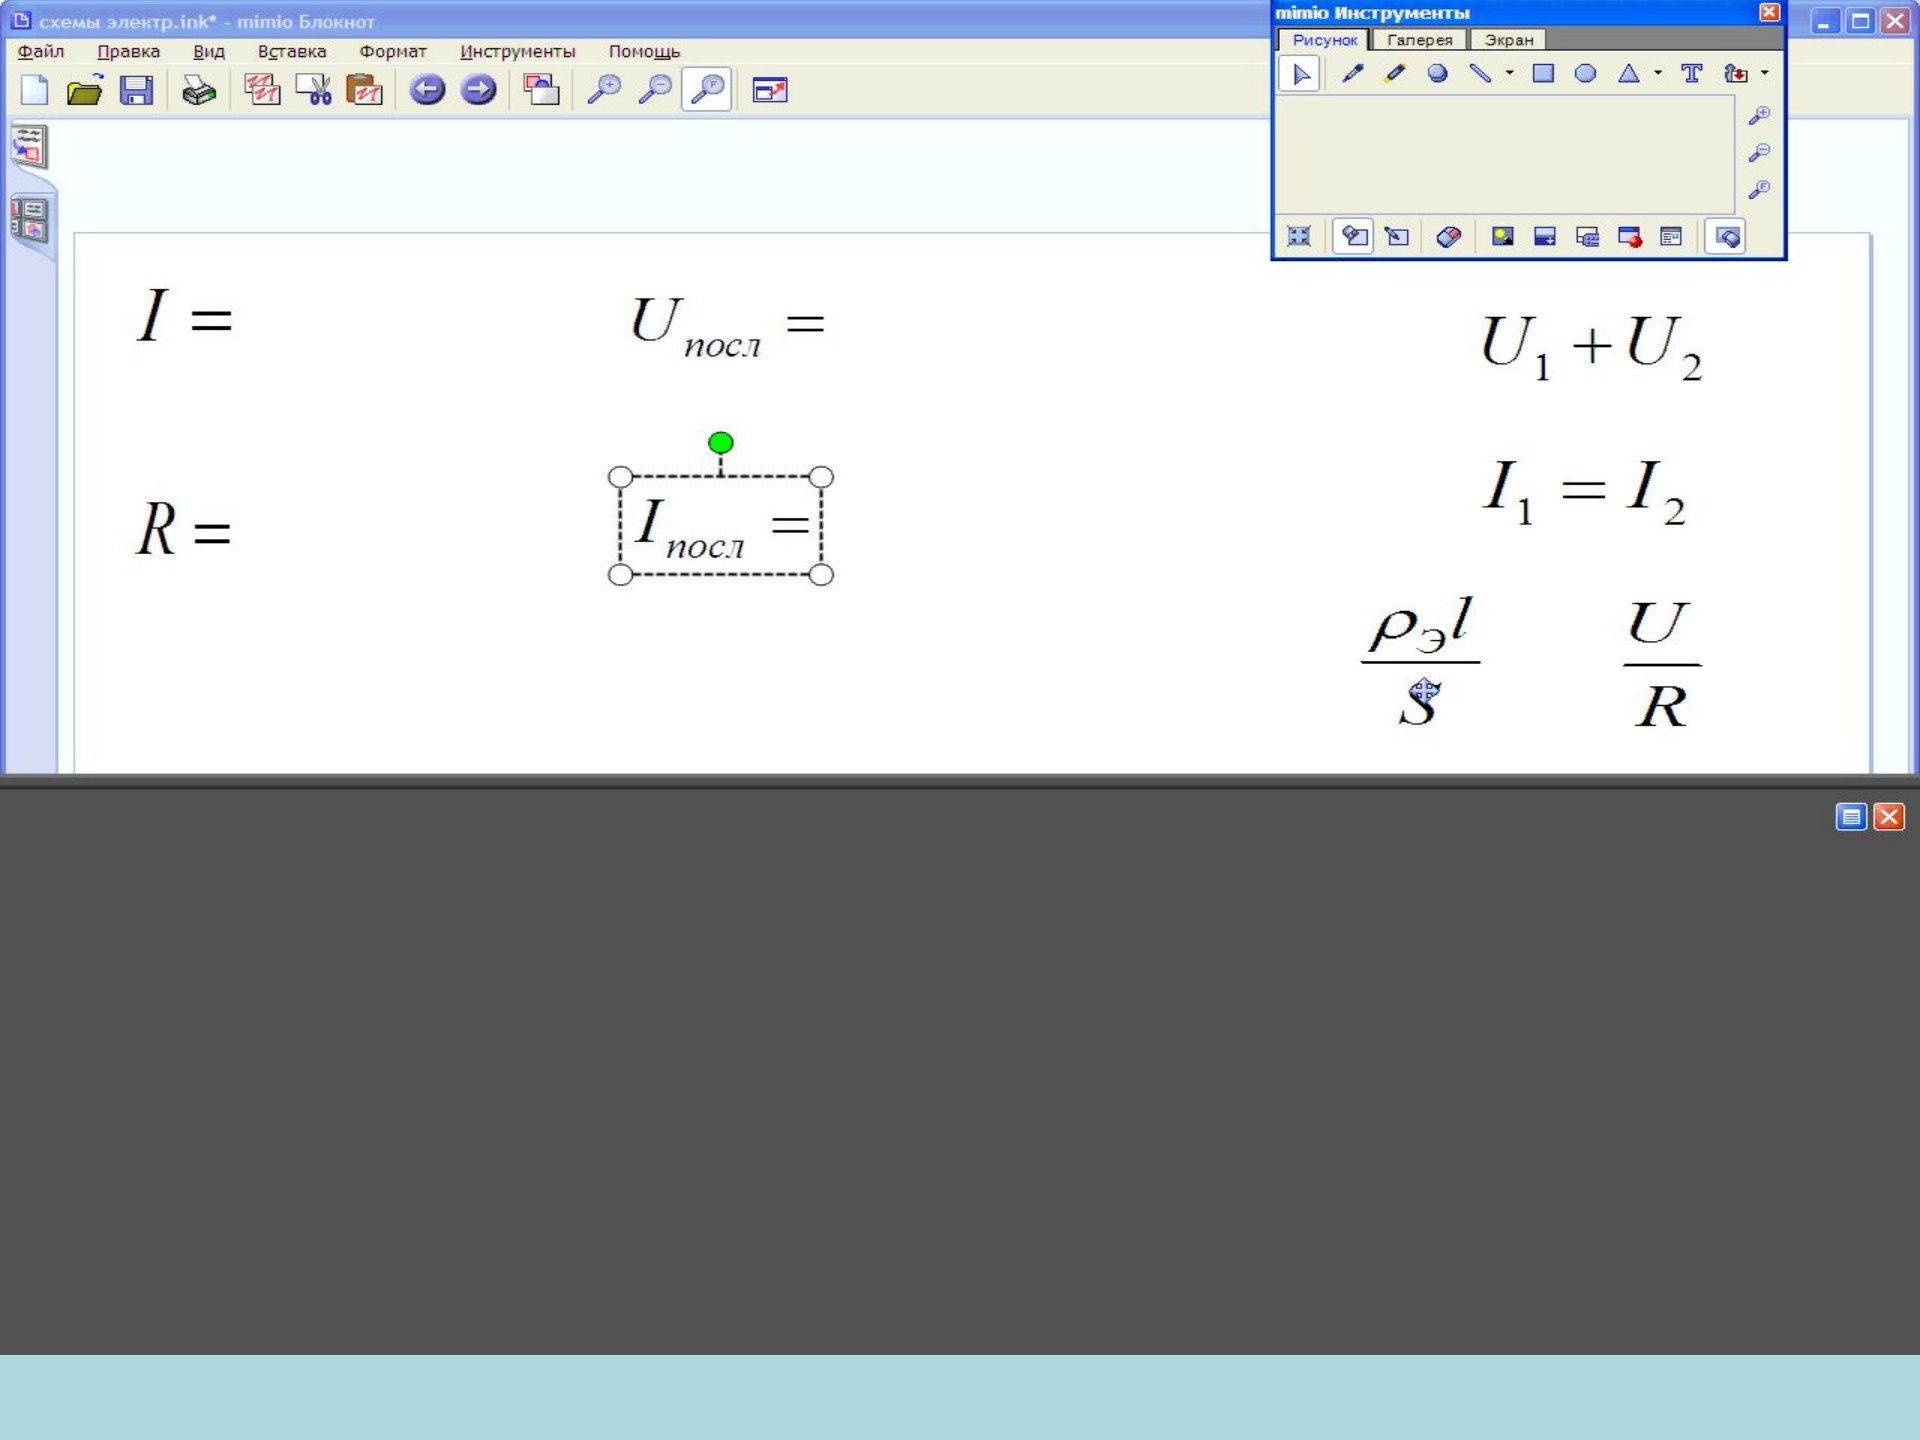 схемы электр.ink* - mimio Блокнот
mimio Инструменты
Файл Правка Вид Вставка Формат Инструменты Помощь
Рисунок Галерея Экран
I =
U посл =
U₁ + U₂
I посл =
I₁ = I₂
R =
ρЭ l / S
U / R